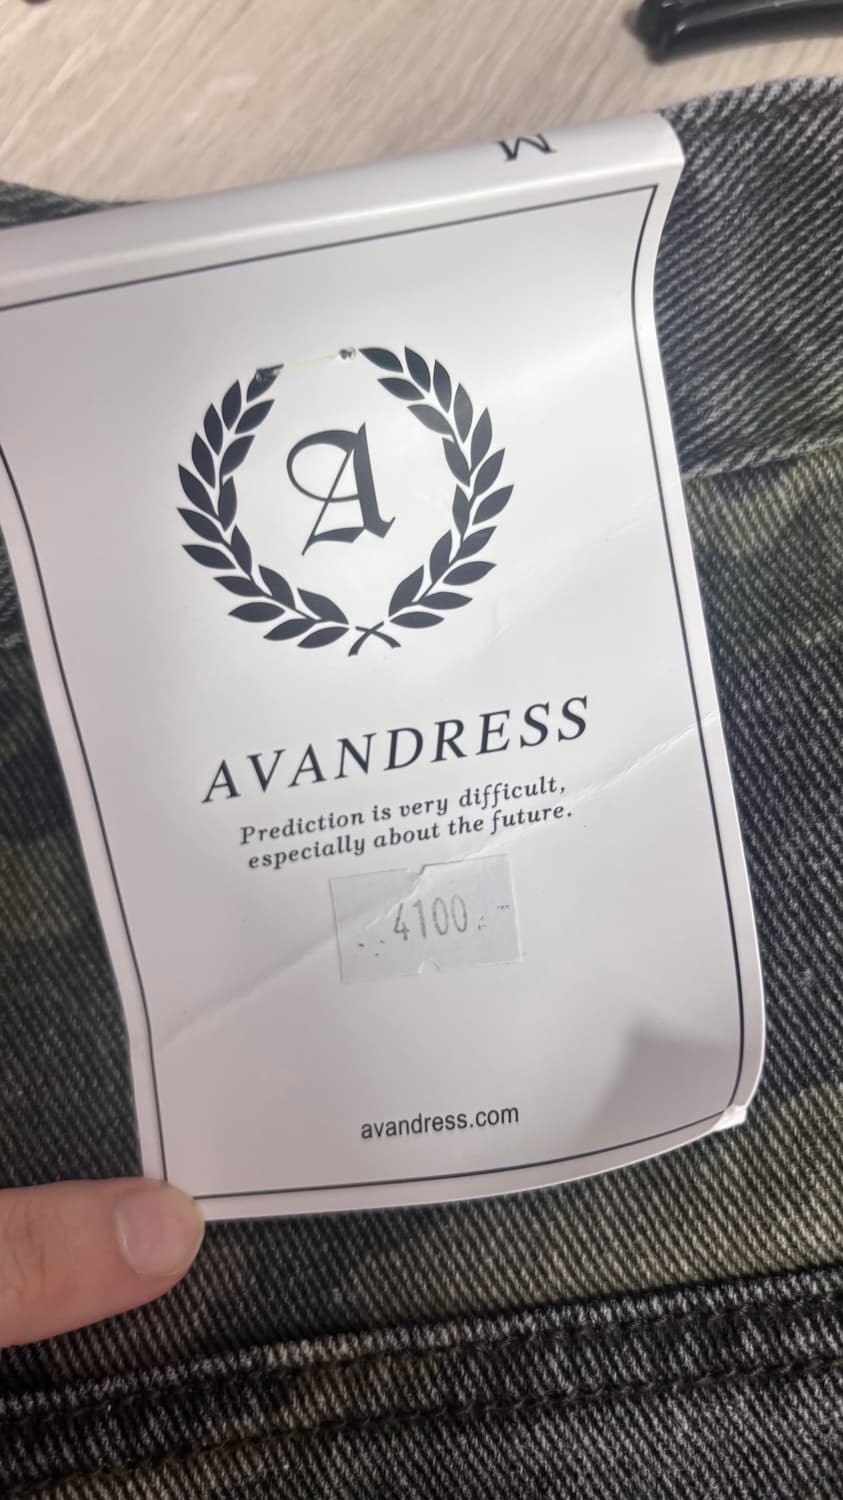 M
A
AVANDRESS
Prediction is very difficult,
especially about the future.
4100.-
avandress.com